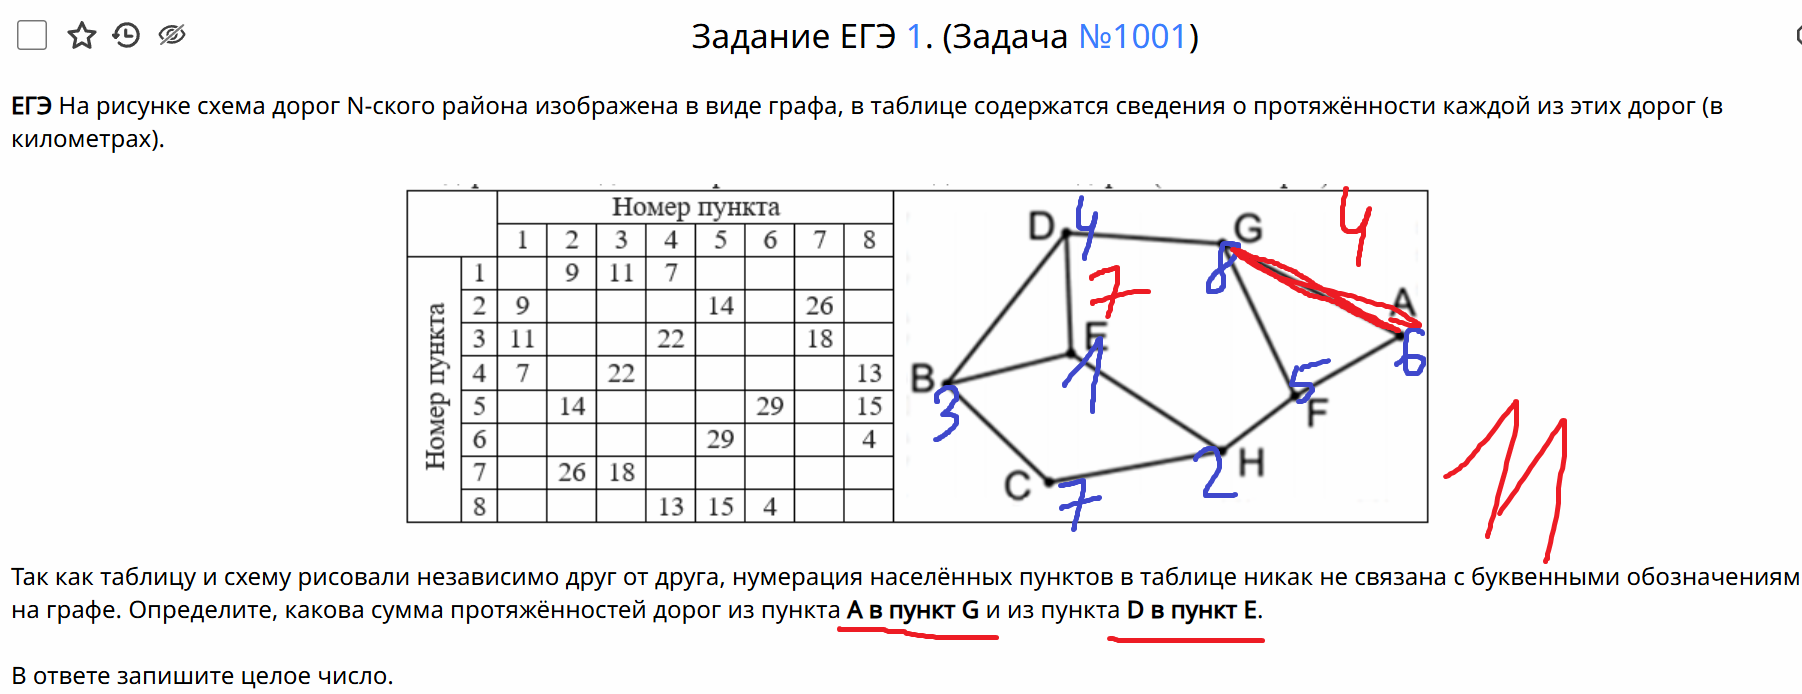 Задание ЕГЭ 1. (Задача №1001)
ЕГЭ На рисунке схема дорог N-ского района изображена в виде графа, в таблице содержатся сведения о протяжённости каждой из этих дорог (в
километрах).
Номер пункта
1 2 3 4 5 6 7 8
Номер пункта
1 9 11 7
2 9 14 26
3 11 22 18
4 7 22 13
5 14 29 15
6 29 4
7 26 18
8 13 15 4
D 4 G 4
8
7 A
E 6
1
B 5
3 F
2 H
C 7
11
Так как таблицу и схему рисовали независимо друг от друга, нумерация населённых пунктов в таблице никак не связана с буквенными обозначениям
на графе. Определите, какова сумма протяжённостей дорог из пункта A в пункт G и из пункта D в пункт E.
В ответе запишите целое число.